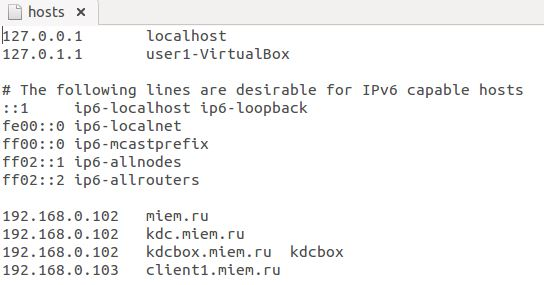 hosts ×
127.0.0.1 localhost
127.0.1.1 user1-VirtualBox
# The following lines are desirable for IPv6 capable hosts
::1 ip6-localhost ip6-loopback
fe00::0 ip6-localnet
ff00::0 ip6-mcastprefix
ff02::1 ip6-allnodes
ff02::2 ip6-allrouters
192.168.0.102 miem.ru
192.168.0.102 kdc.miem.ru
192.168.0.102 kdcbox.miem.ru kdcbox
192.168.0.103 client1.miem.ru